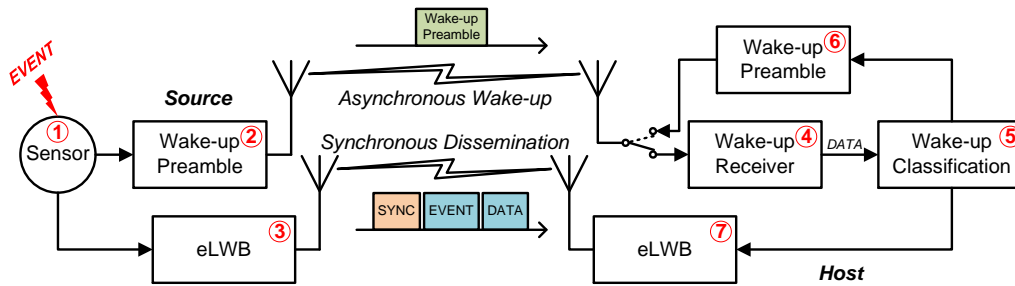 EVENT
Source
1
Sensor
2
Wake-up
Preamble
3
eLWB
Wake-up
Preamble
Asynchronous Wake-up
Synchronous Dissemination
SYNC
EVENT
DATA
6
Wake-up
Preamble
4
Wake-up
Receiver
DATA
5
Wake-up
Classification
7
eLWB
Host